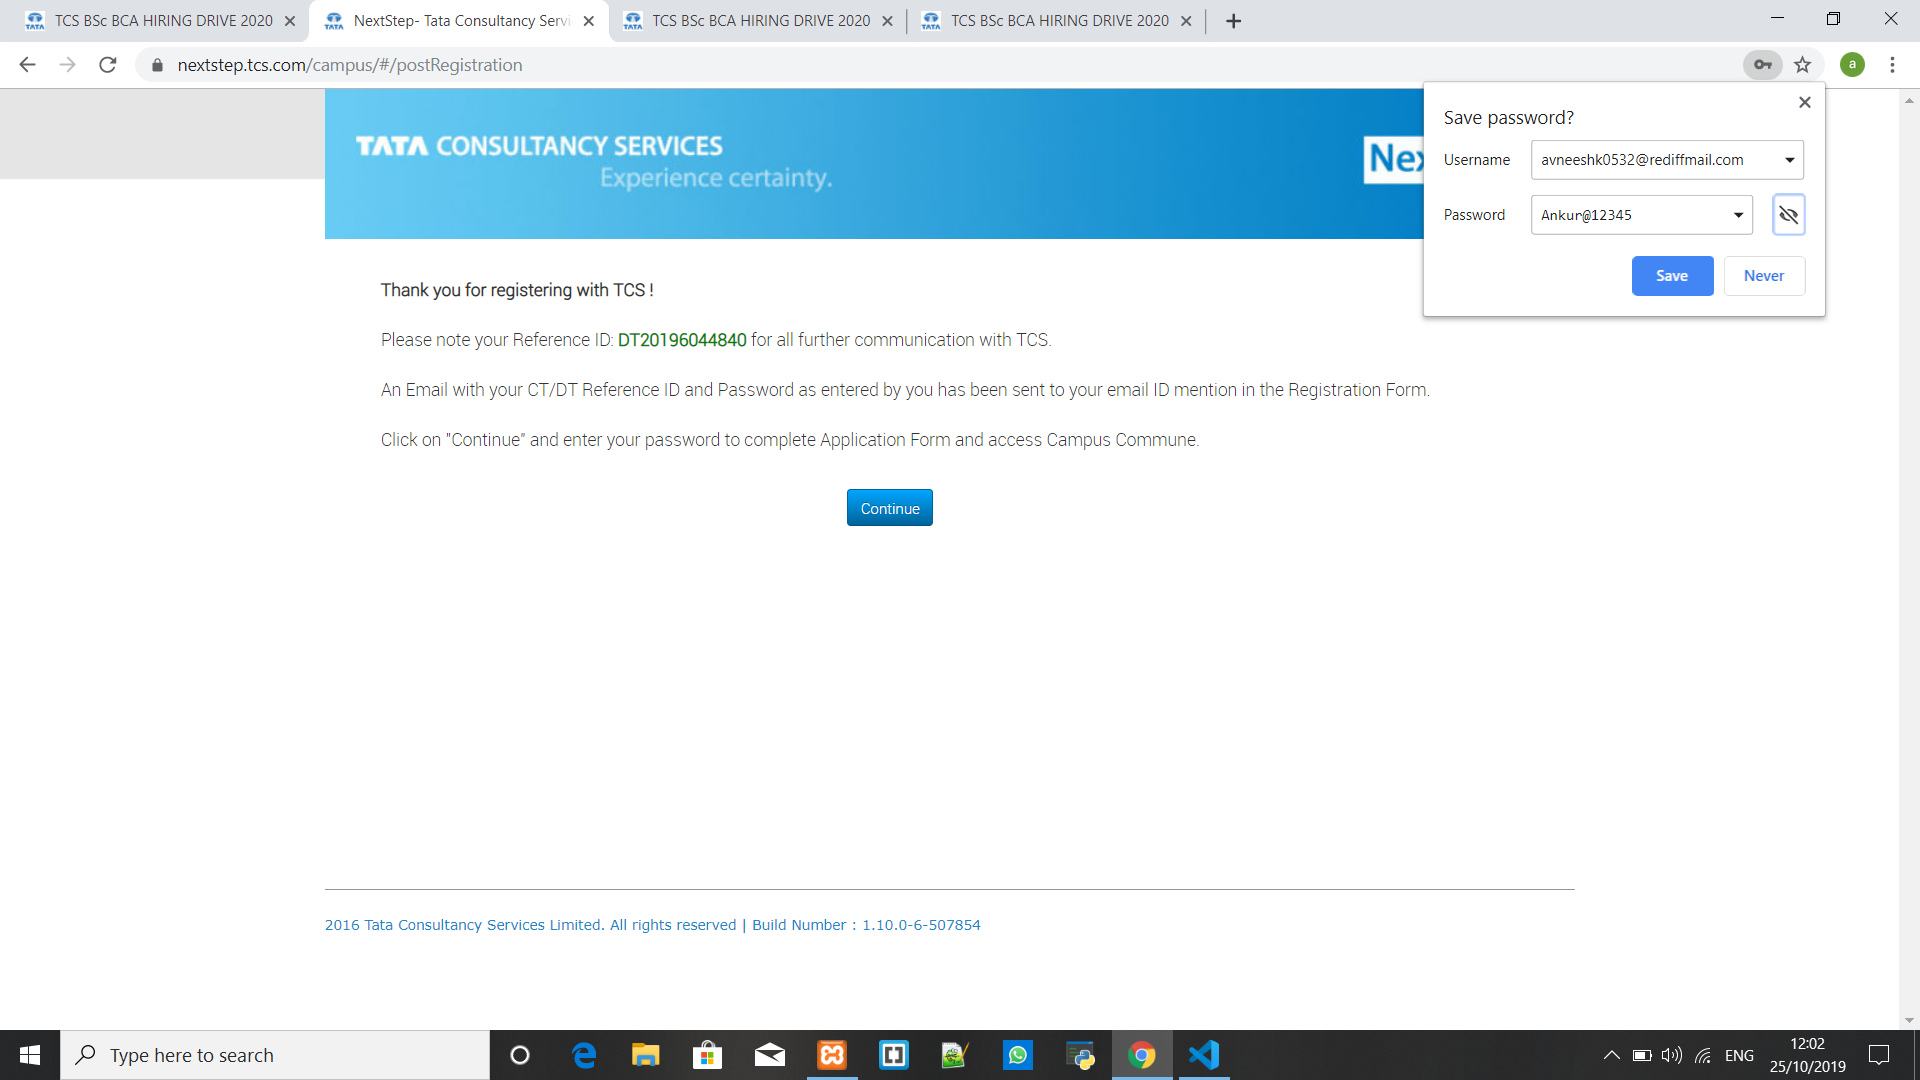 TCS BSc BCA HIRING DRIVE 2020
NextStep- Tata Consultancy Servi
TCS BSc BCA HIRING DRIVE 2020
TCS BSc BCA HIRING DRIVE 2020
nextstep.tcs.com/campus/#/postRegistration
a
TATA CONSULTANCY SERVICES
Experience certainty.
Nex
Save password?
Username avneeshk0532@rediffmail.com
Password Ankur@12345
Save Never
Thank you for registering with TCS !
Please note your Reference ID: DT20196044840 for all further communication with TCS.
An Email with your CT/DT Reference ID and Password as entered by you has been sent to your email ID mention in the Registration Form.
Click on "Continue" and enter your password to complete Application Form and access Campus Commune.
Continue
2016 Tata Consultancy Services Limited. All rights reserved | Build Number : 1.10.0-6-507854
Type here to search
ENG
12:02
25/10/2019